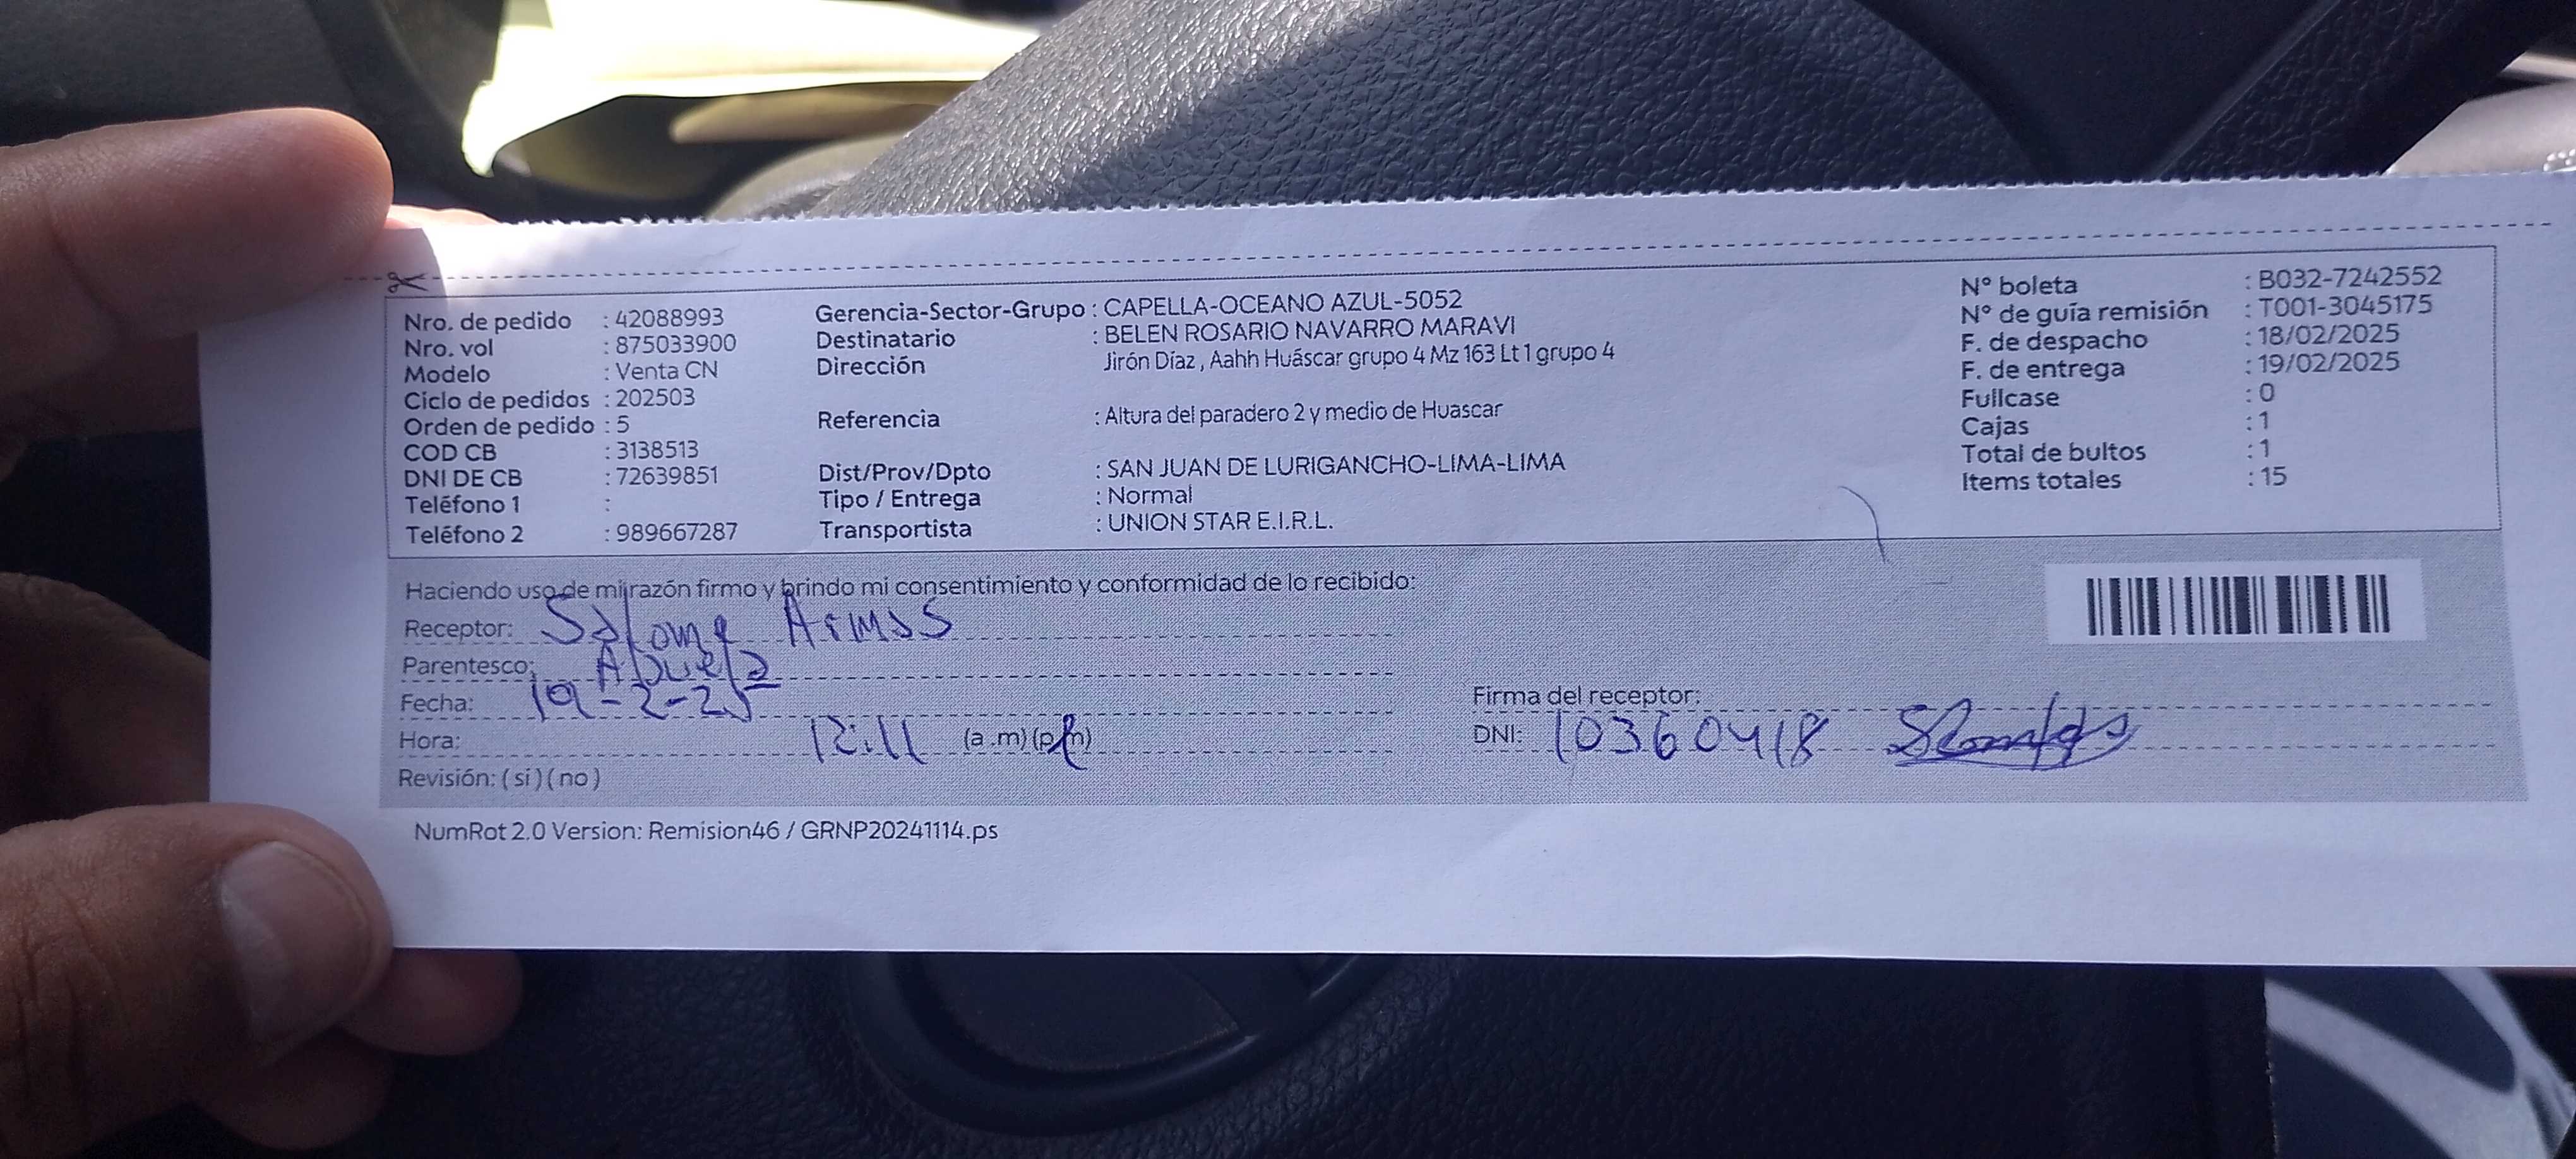 Nro. de pedido : 42088993
Nro. vol : 875033900
Modelo : Venta CN
Ciclo de pedidos : 202503
Orden de pedido : 5
COD CB : 3138513
DNI DE CB : 72639851
Teléfono 1 :
Teléfono 2 : 989667287
Gerencia-Sector-Grupo : CAPELLA-OCEANO AZUL-5052
Destinatario : BELEN ROSARIO NAVARRO MARAVI
Dirección Jirón Díaz , Aahh Huáscar grupo 4 Mz 163 Lt 1 grupo 4
Referencia : Altura del paradero 2 y medio de Huascar
Dist/Prov/Dpto : SAN JUAN DE LURIGANCHO-LIMA-LIMA
Tipo / Entrega : Normal
Transportista : UNION STAR E.I.R.L.
N° boleta : B032-7242552
N° de guía remisión : T001-3045175
F. de despacho : 18/02/2025
F. de entrega : 19/02/2025
Fullcase : 0
Cajas : 1
Total de bultos : 1
Items totales : 15
Haciendo uso de mi razón firmo y brindo mi consentimiento y conformidad de lo recibido:
Receptor: Salome Armas
Parentesco: Abuela
Fecha: 19-2-25
Hora: 12:11 (a .m) (p.m)
Revisión: ( si ) ( no )
Firma del receptor:
DNI: 10360418
NumRot 2.0 Version: Remision46 / GRNP20241114.ps